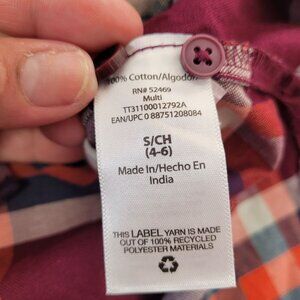 100% Cotton/Algodon
RN# 52469
Multi
TT31100012792A
EAN/UPC 0 88751208084
S/CH
(4-6)
Made In/Hecho En
India
THIS LABEL YARN IS MADE
OUT OF 100% RECYCLED
POLYESTER MATERIALS